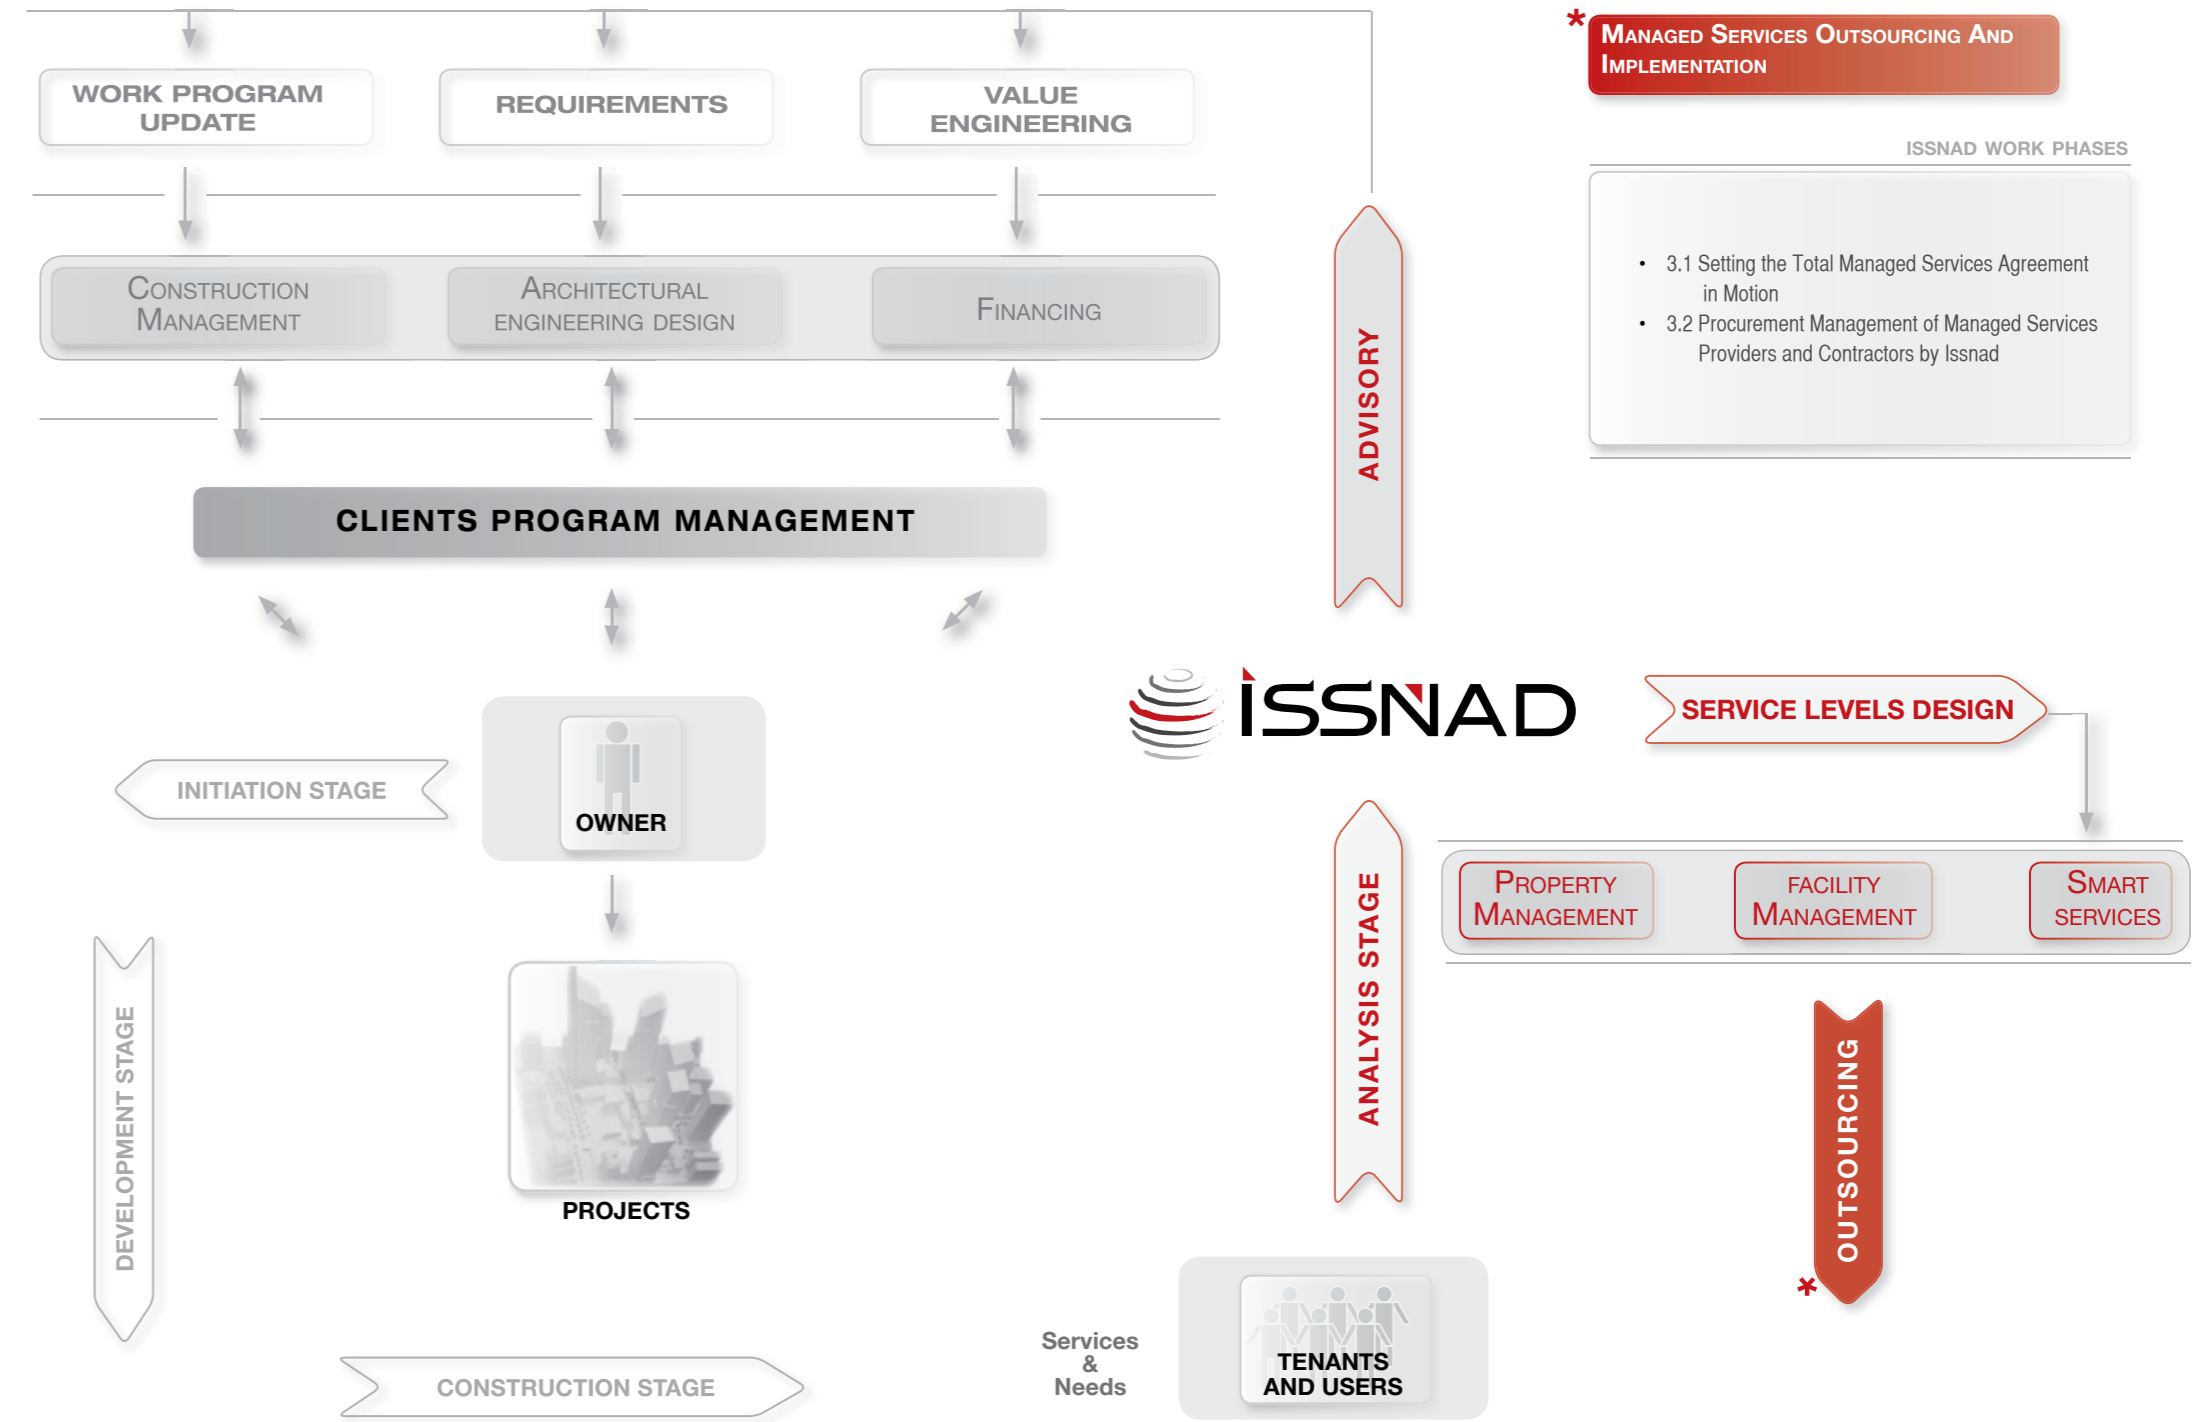 WORK PROGRAM
UPDATE
REQUIREMENTS
VALUE
ENGINEERING
CONSTRUCTION
MANAGEMENT
ARCHITECTURAL
ENGINEERING DESIGN
FINANCING
CLIENTS PROGRAM MANAGEMENT
INITIATION STAGE
OWNER
DEVELOPMENT STAGE
PROJECTS
CONSTRUCTION STAGE
* MANAGED SERVICES OUTSOURCING AND
IMPLEMENTATION
ISSNAD WORK PHASES
• 3.1 Setting the Total Managed Services Agreement
in Motion
• 3.2 Procurement Management of Managed Services
Providers and Contractors by Issnad
ADVISORY
ISSNAD
SERVICE LEVELS DESIGN
ANALYSIS STAGE
PROPERTY
MANAGEMENT
FACILITY
MANAGEMENT
SMART
SERVICES
OUTSOURCING
*
Services
&
Needs
TENANTS
AND USERS